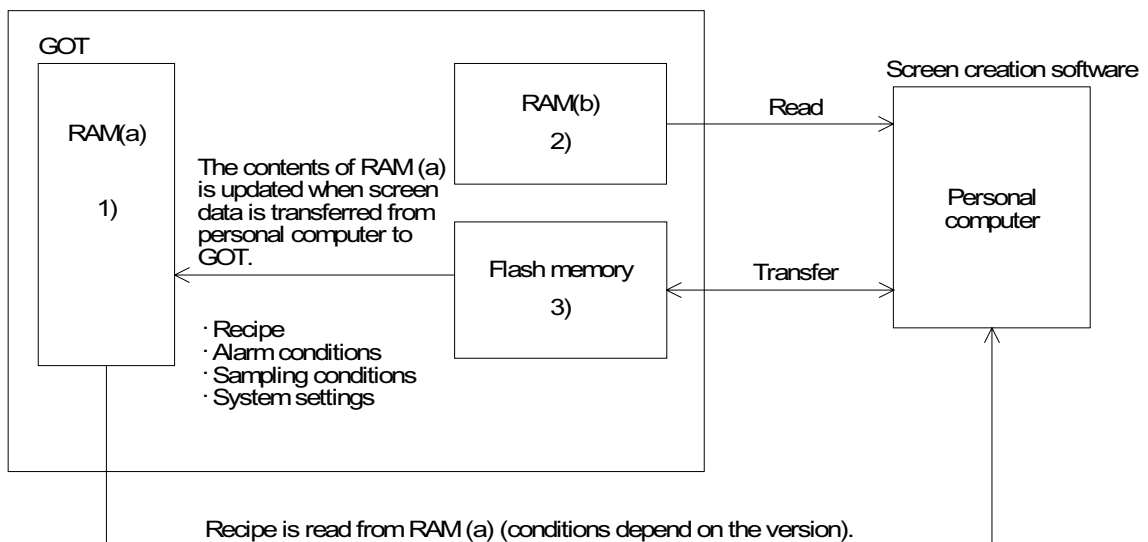 GOT
Screen creation software
RAM(a)
1)
RAM(b)
2)
Read
The contents of RAM (a)
is updated when screen
data is transferred from
personal computer to
GOT.
Personal
computer
Flash memory
3)
Transfer
· Recipe
· Alarm conditions
· Sampling conditions
· System settings
Recipe is read from RAM (a) (conditions depend on the version).